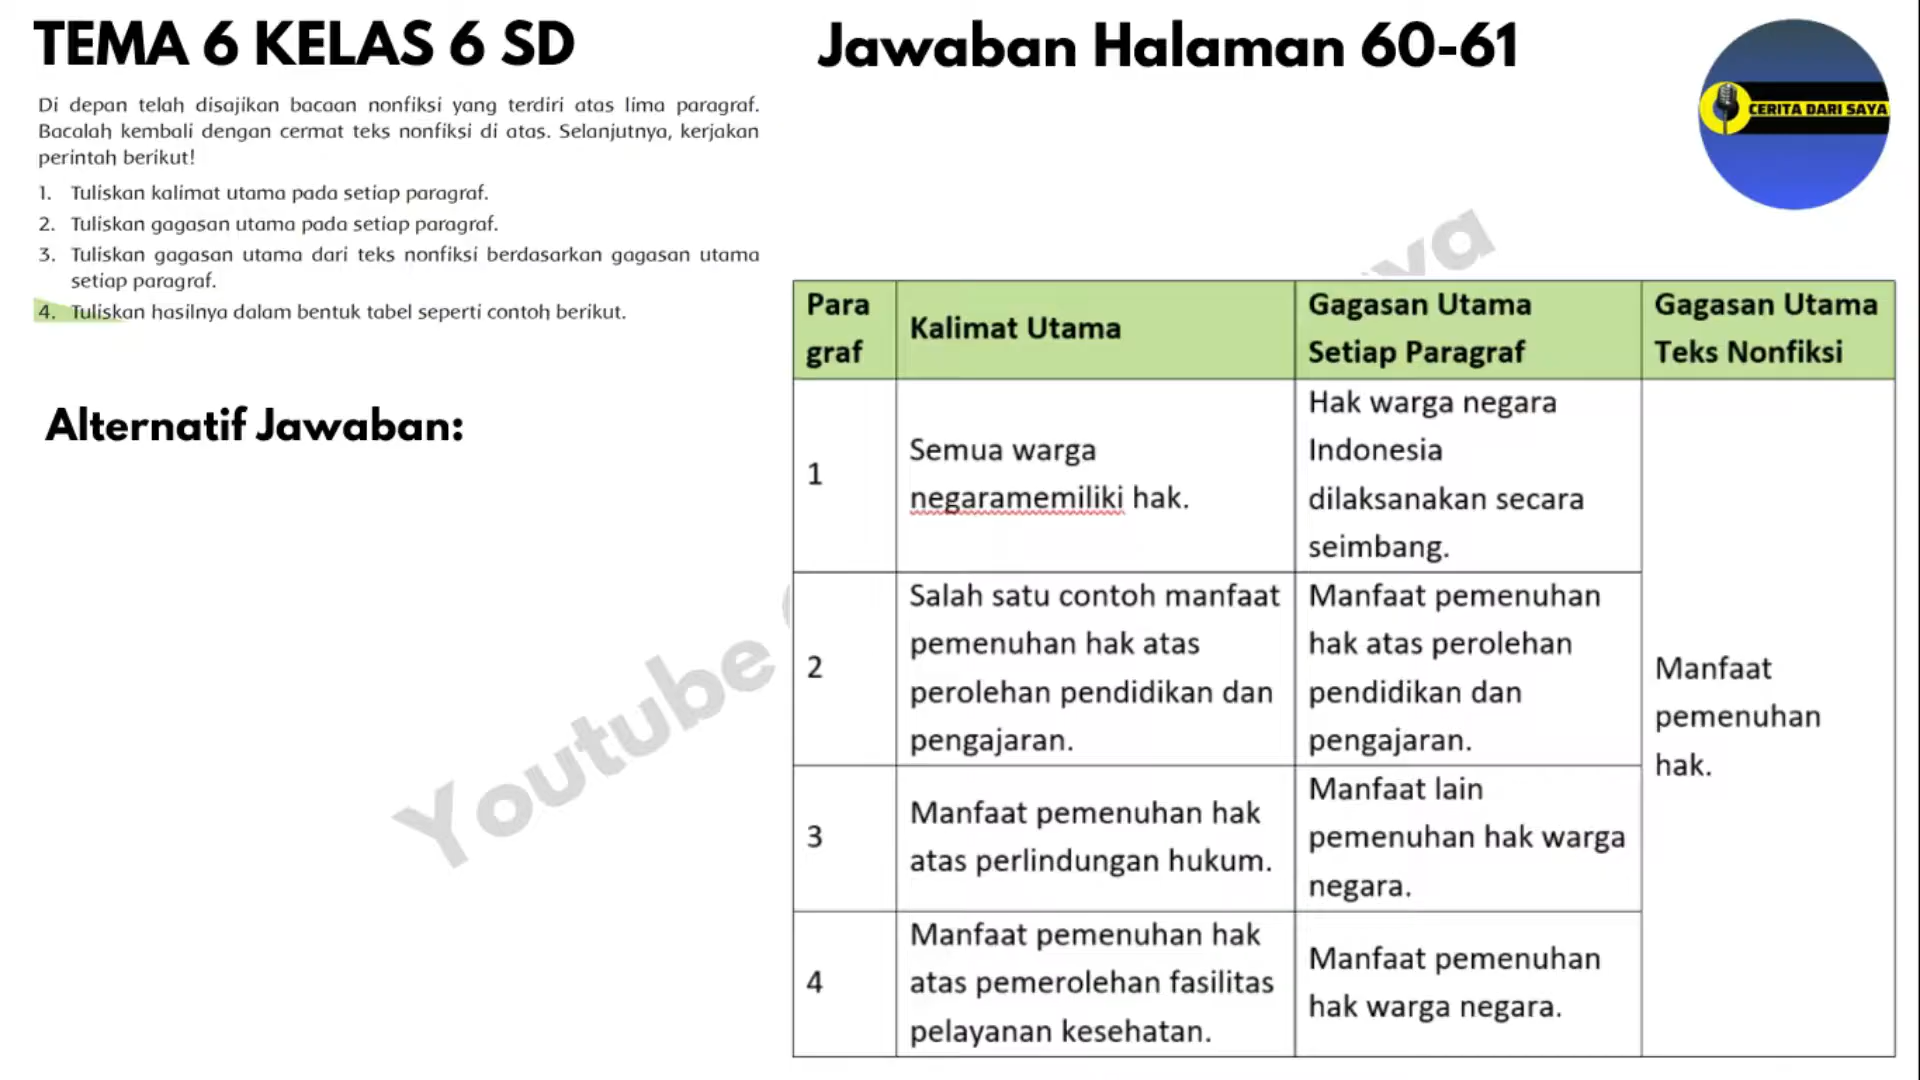 TEMA 6 KELAS 6 SD
Jawaban Halaman 60-61
CERITA DARI SAYA
Di depan telah disajikan bacaan nonfiksi yang terdiri atas lima paragraf.
Bacalah kembali dengan cermat teks nonfiksi di atas. Selanjutnya, kerjakan
perintah berikut!
1. Tuliskan kalimat utama pada setiap paragraf.
2. Tuliskan gagasan utama pada setiap paragraf.
3. Tuliskan gagasan utama dari teks nonfiksi berdasarkan gagasan utama
setiap paragraf.
4. Tuliskan hasilnya dalam bentuk tabel seperti contoh berikut.
Alternatif Jawaban:
Youtube
Para
graf
Kalimat Utama
Gagasan Utama
Setiap Paragraf
Gagasan Utama
Teks Nonfiksi
1
Semua warga
negaramemiliki hak.
Hak warga negara
Indonesia
dilaksanakan secara
seimbang.
2
Salah satu contoh manfaat
pemenuhan hak atas
perolehan pendidikan dan
pengajaran.
Manfaat pemenuhan
hak atas perolehan
pendidikan dan
pengajaran.
3
Manfaat pemenuhan hak
atas perlindungan hukum.
Manfaat lain
pemenuhan hak warga
negara.
4
Manfaat pemenuhan hak
atas pemerolehan fasilitas
pelayanan kesehatan.
Manfaat pemenuhan
hak warga negara.
Manfaat
pemenuhan
hak.